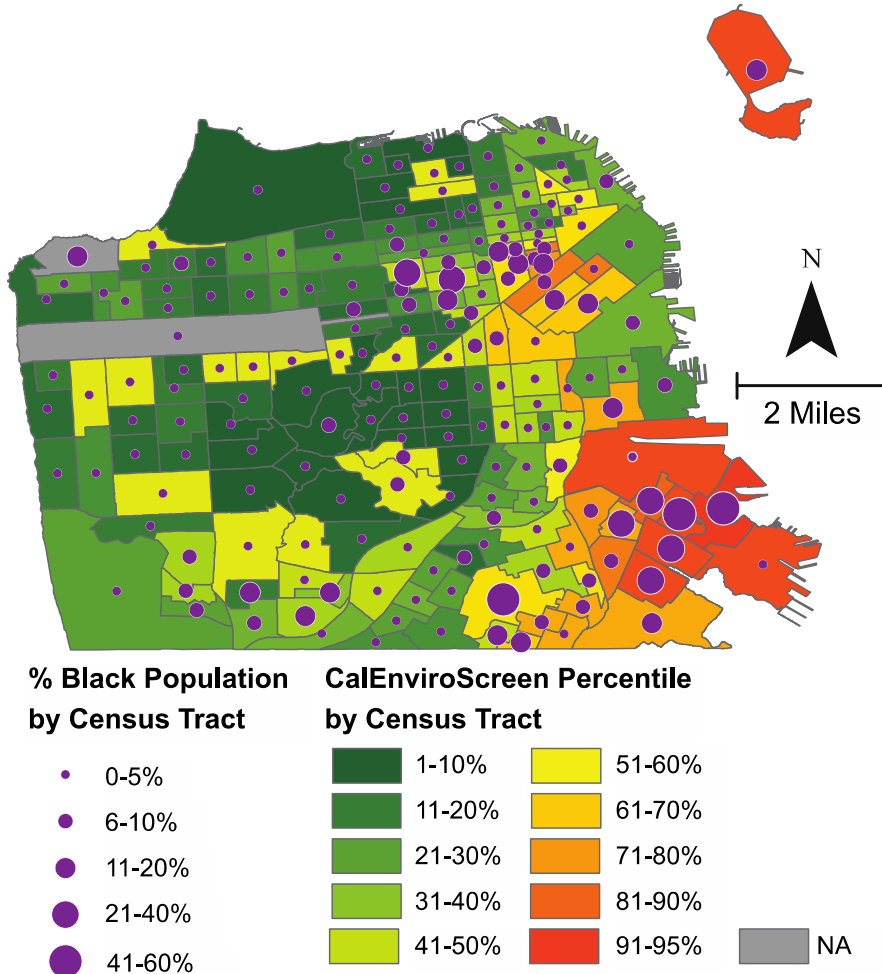 N
2 Miles
% Black Population
by Census Tract
0-5%
6-10%
11-20%
21-40%
41-60%
CalEnviroScreen Percentile
by Census Tract
1-10%
11-20%
21-30%
31-40%
41-50%
51-60%
61-70%
71-80%
81-90%
91-95%
NA